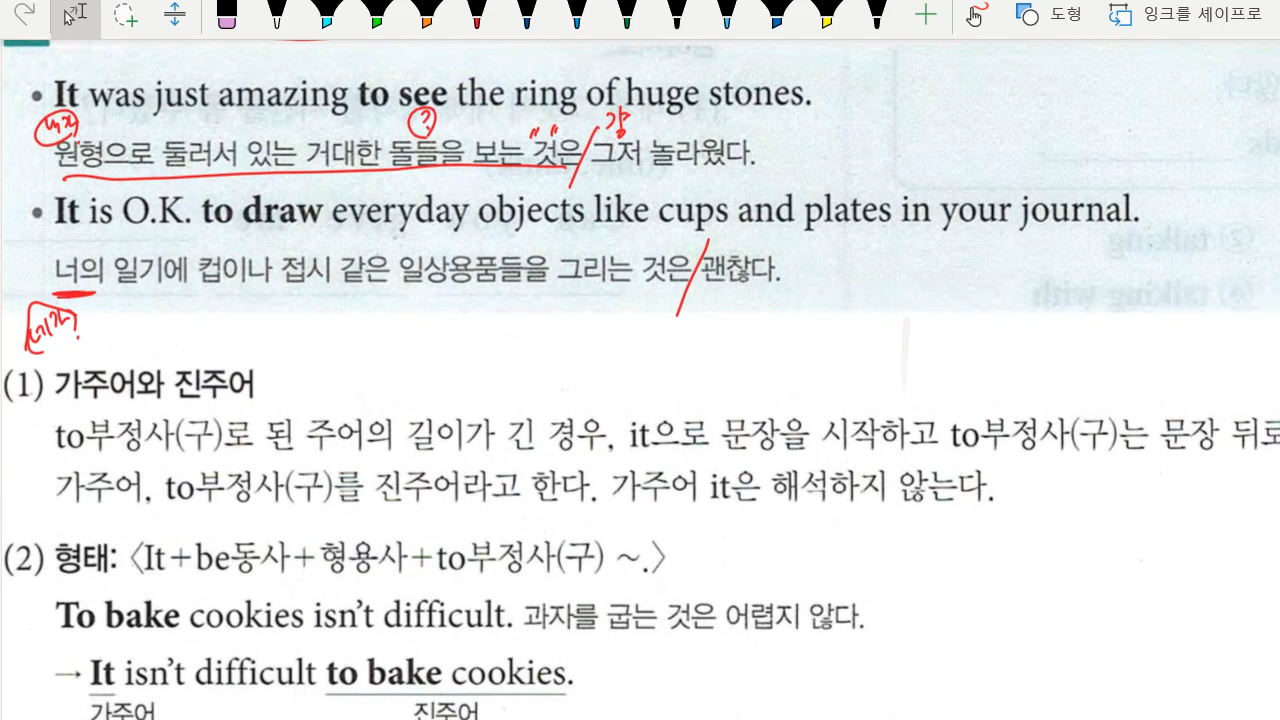 가 도형 잉크를 셰이프로
• It was just amazing to see the ring of huge stones.
? 걍
원형으로 둘러서 있는 거대한 돌들을 보는 것은 그저 놀라웠다.
• It is O.K. to draw everyday objects like cups and plates in your journal.
너의 일기에 컵이나 접시 같은 일상용품들을 그리는 것은 괜찮다.
(1) 가주어와 진주어
to부정사(구)로 된 주어의 길이가 긴 경우, it으로 문장을 시작하고 to부정사(구)는 문장 뒤로
가주어, to부정사(구)를 진주어라고 한다. 가주어 it은 해석하지 않는다.
(2) 형태: 〈It+be동사+형용사+to부정사(구) ~.〉
To bake cookies isn't difficult. 과자를 굽는 것은 어렵지 않다.
→ It isn't difficult to bake cookies.
가주어 진주어